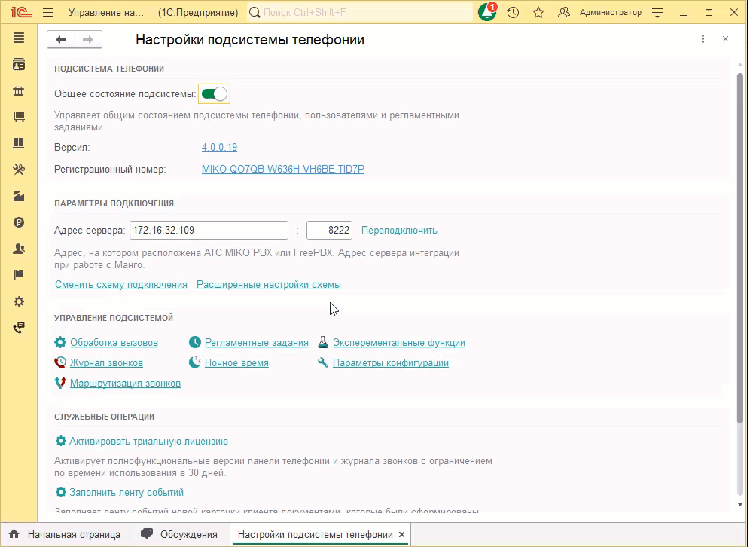 1С Управление на... (1С:Предприятие) Поиск Ctrl+Shift+F 1 Администратор
Настройки подсистемы телефонии
ПОДСИСТЕМА ТЕЛЕФОНИИ
Общее состояние подсистемы:
Управляет общим состоянием подсистемы телефонии, пользователями и регламентными
заданиями
Версия: 4.0.0.19
Регистрационный номер: MIKO-QO7QB-W636H-VH6BE-TID7P
ПАРАМЕТРЫ ПОДКЛЮЧЕНИЯ
Адрес сервера: 172.16.32.109 : 8222 Переподключить
Адрес, на котором расположена АТС MIKO PBX или FreePBX. Адрес сервера интеграции
при работе с Манго.
Сменить схему подключения Расширенные настройки схемы
УПРАВЛЕНИЕ ПОДСИСТЕМОЙ
Обработка вызовов Регламентные задания Эксперементальные функции
Журнал звонков Ночное время Параметры конфигурации
Маршрутизация звонков
СЛУЖЕБНЫЕ ОПЕРАЦИИ
Активировать триальную лицензию
Активирует полнофункциональные версии панели телефонии и журнала звонков с ограничением
по времени использования в 30 дней.
Заполнить ленту событий
Заполняет ленту событий новой карточки клиента документами, которые были сформированы
Начальная страница Обсуждения Настройки подсистемы телефонии